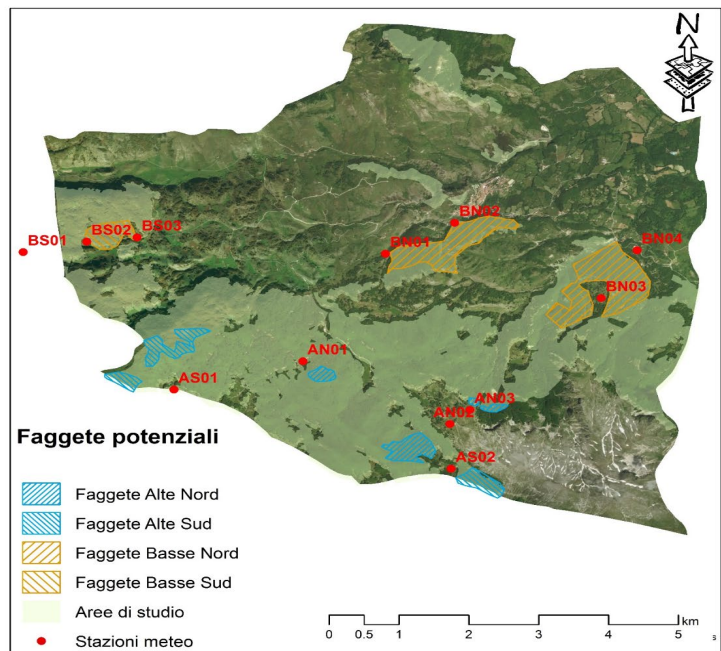 N
BS01
BS02
BS03
BN02
BN01
BN04
BN03
AN01
AS01
AN03
AN02
AS02
Faggete potenziali
Faggete Alte Nord
Faggete Alte Sud
Faggete Basse Nord
Faggete Basse Sud
Aree di studio
Stazioni meteo
km
0 0.5 1 2 3 4 5
s